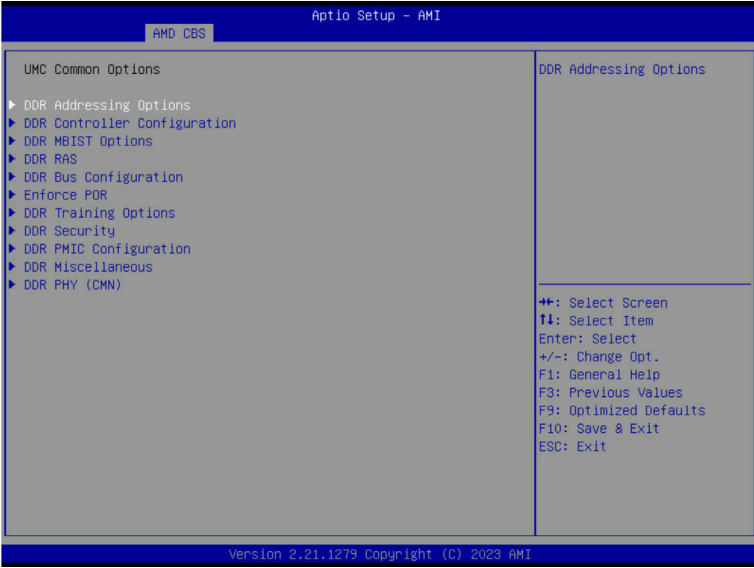 Aptio Setup - AMI
AMD CBS
UMC Common Options
DDR Addressing Options
DDR Controller Configuration
DDR MBIST Options
DDR RAS
DDR Bus Configuration
Enforce POR
DDR Training Options
DDR Security
DDR PMIC Configuration
DDR Miscellaneous
DDR PHY (CMN)
DDR Addressing Options
→←: Select Screen
↑↓: Select Item
Enter: Select
+/-: Change Opt.
F1: General Help
F3: Previous Values
F9: Optimized Defaults
F10: Save & Exit
ESC: Exit
Version 2.21.1279 Copyright (C) 2023 AMI